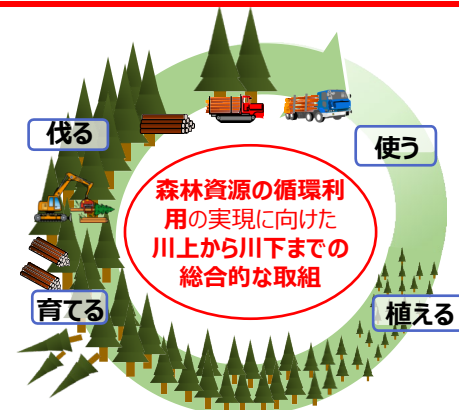 伐る
使う
森林資源の循環利
用の実現に向けた
川上から川下までの
総合的な取組
育てる
植える